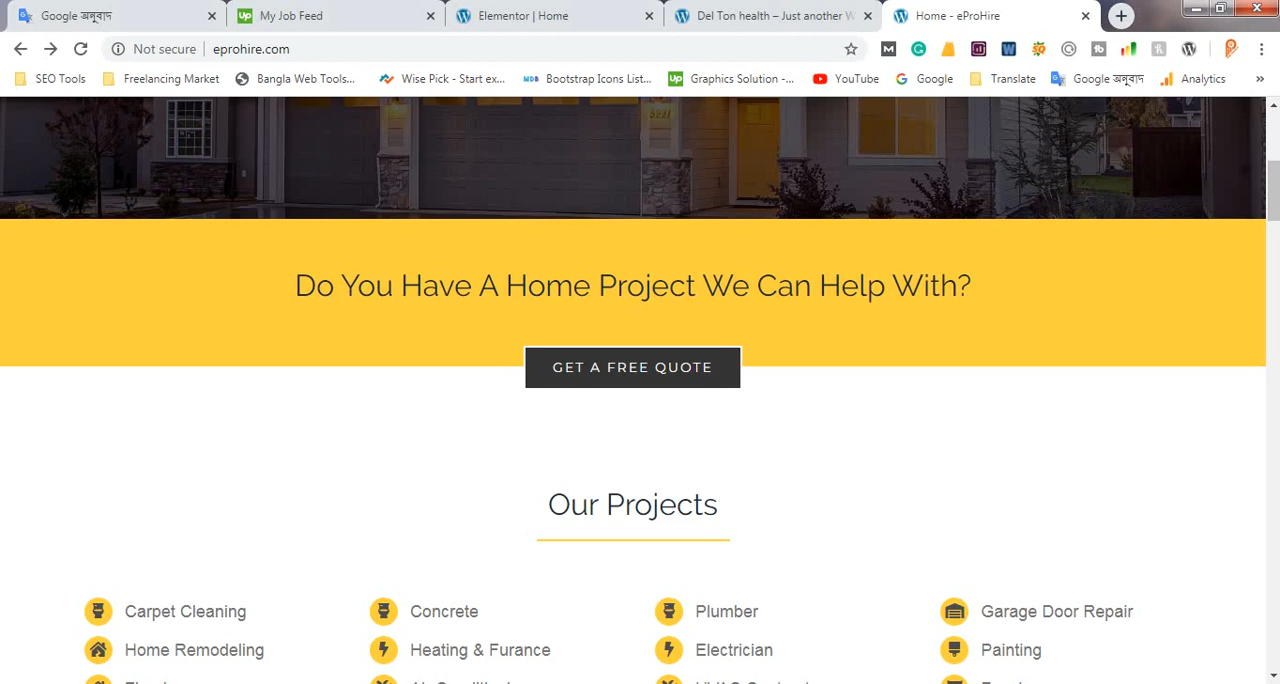 Google অনুবাদ
My Job Feed
Elementor | Home
Del Ton health – Just another W
Home - eProHire
Not secure | eprohire.com
SEO Tools
Freelancing Market
Bangla Web Tools...
Wise Pick - Start ex...
Bootstrap Icons List...
Graphics Solution -...
YouTube
Google
Translate
Google অনুবাদ
Analytics
»
Do You Have A Home Project We Can Help With?
GET A FREE QUOTE
Our Projects
Carpet Cleaning
Concrete
Plumber
Garage Door Repair
Home Remodeling
Heating & Furance
Electrician
Painting